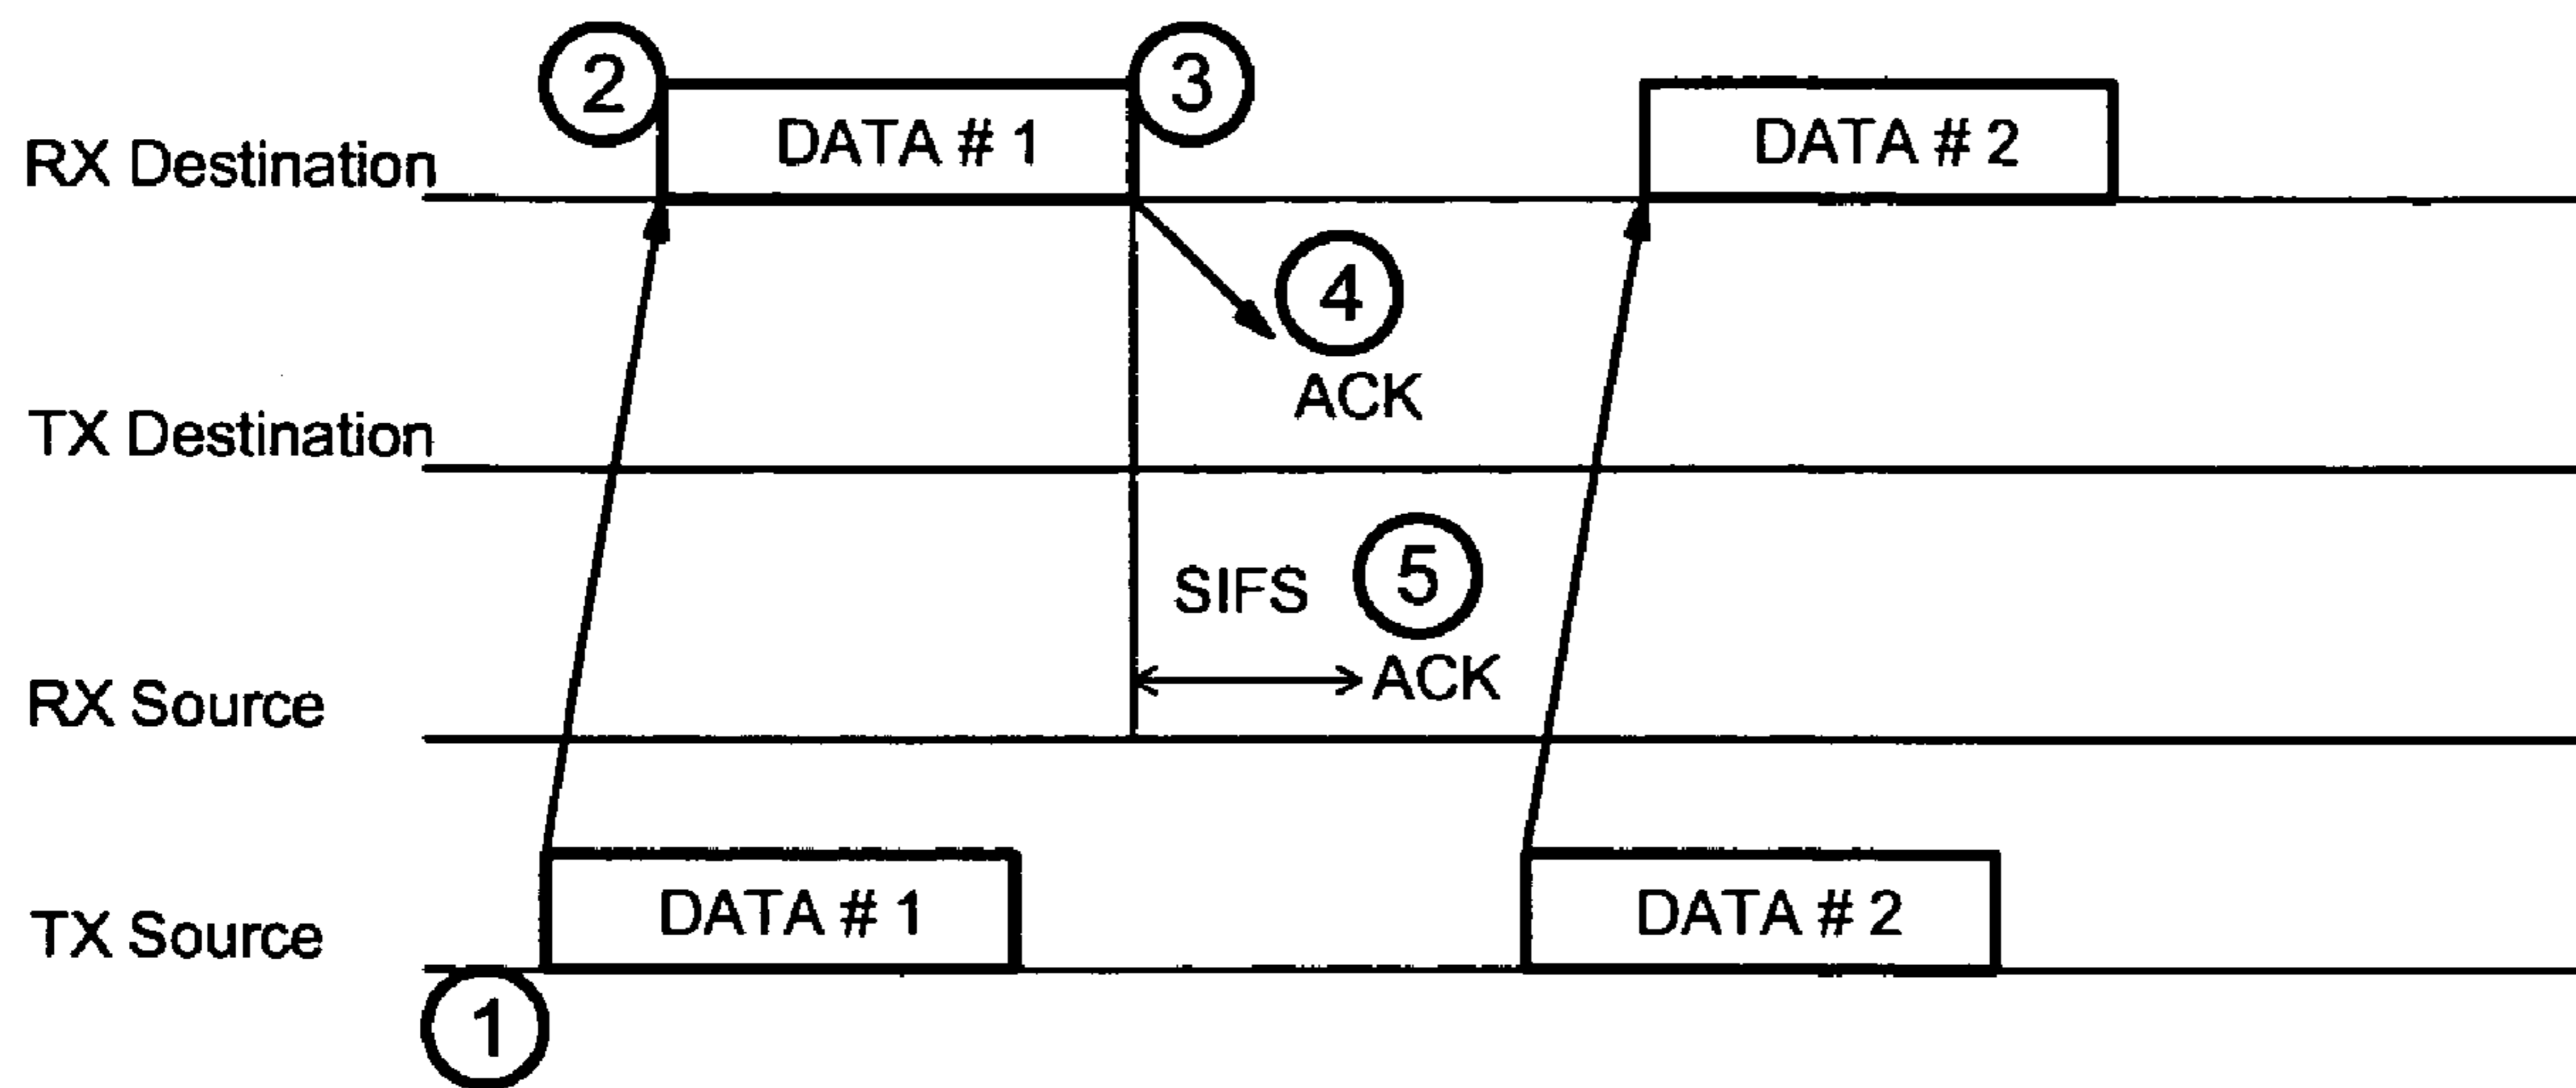 2
3
DATA # 1
DATA # 2
RX Destination
4
ACK
TX Destination
SIFS
5
ACK
RX Source
DATA # 1
DATA # 2
TX Source
1